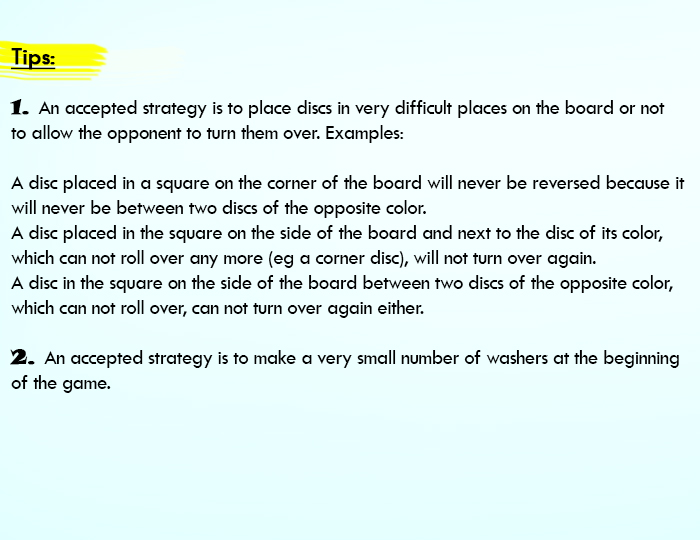 Tips:
1. An accepted strategy is to place discs in very difficult places on the board or not
to allow the opponent to turn them over. Examples:
A disc placed in a square on the corner of the board will never be reversed because it
will never be between two discs of the opposite color.
A disc placed in the square on the side of the board and next to the disc of its color,
which can not roll over any more (eg a corner disc), will not turn over again.
A disc in the square on the side of the board between two discs of the opposite color,
which can not roll over, can not turn over again either.
2. An accepted strategy is to make a very small number of washers at the beginning
of the game.